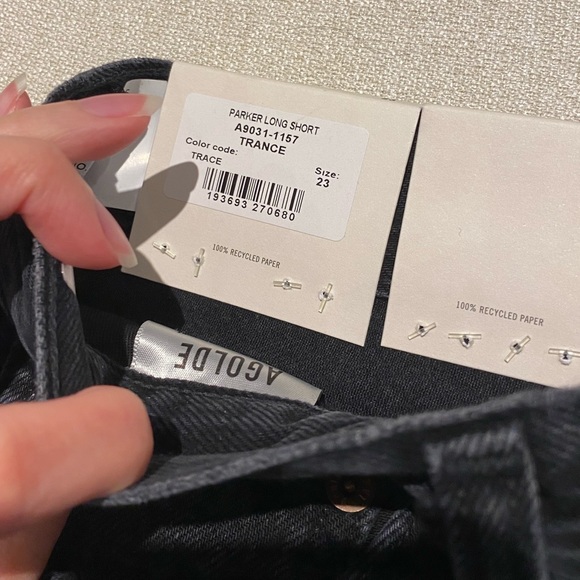 PARKER LONG SHORT
A9031-1157
TRANCE
Color code: Size:
TRACE 23
193693 270680
100% RECYCLED PAPER
100% RECYCLED PAPER
AGOLDE